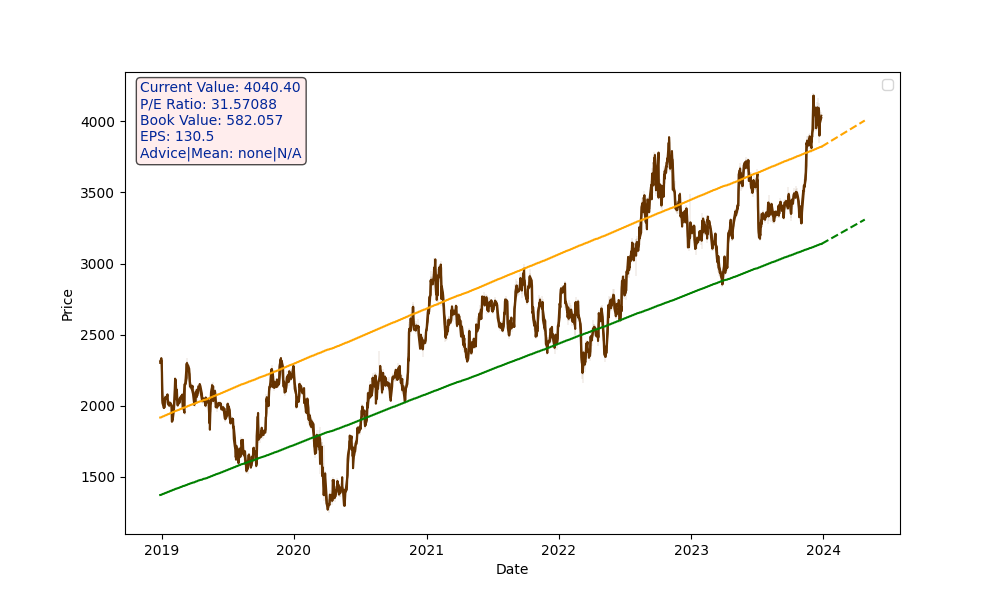 Current Value: 4040.40
P/E Ratio: 31.57088
Book Value: 582.057
EPS: 130.5
Advice|Mean: none|N/A
4000
3500
3000
2500
2000
1500
Price
2019 2020 2021 2022 2023 2024
Date